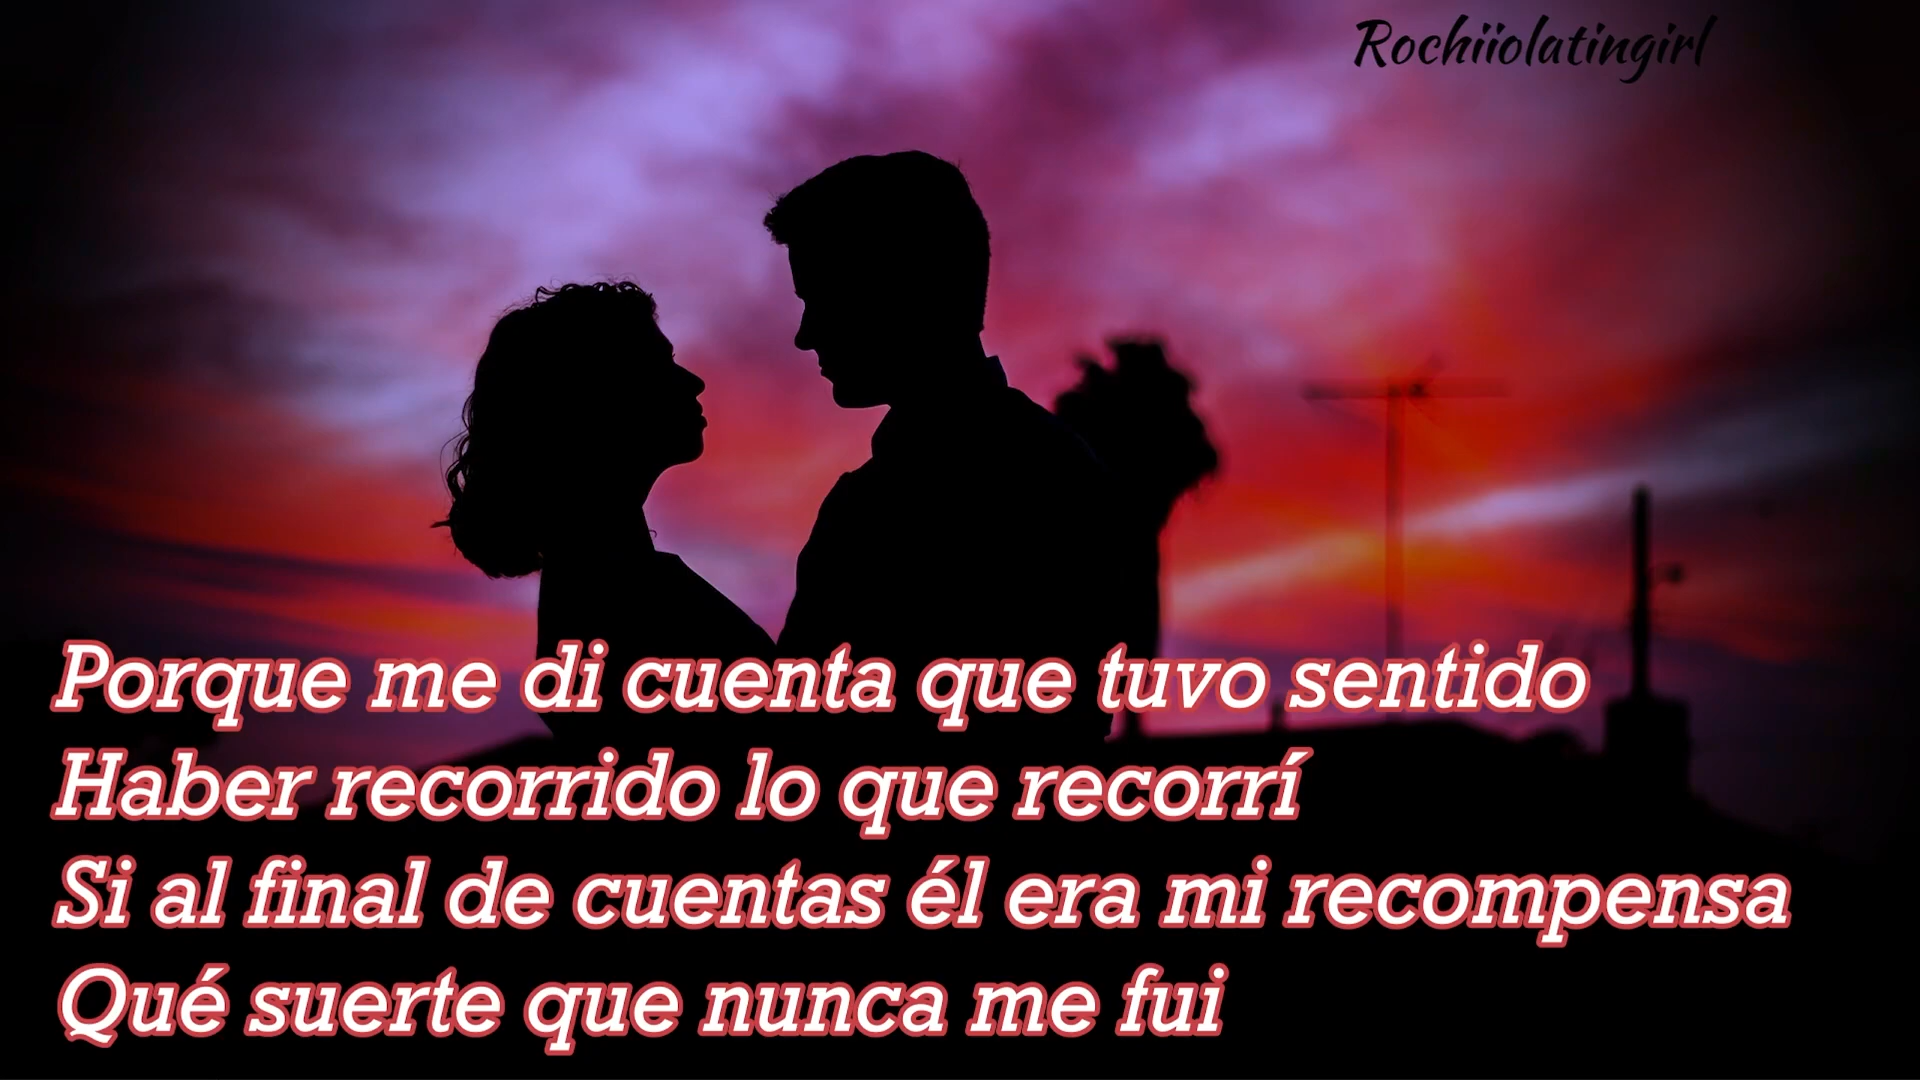 Rochiiolatingirl
Porque me di cuenta que tuvo sentido
Haber recorrido lo que recorrí
Si al final de cuentas él era mi recompensa
Qué suerte que nunca me fui